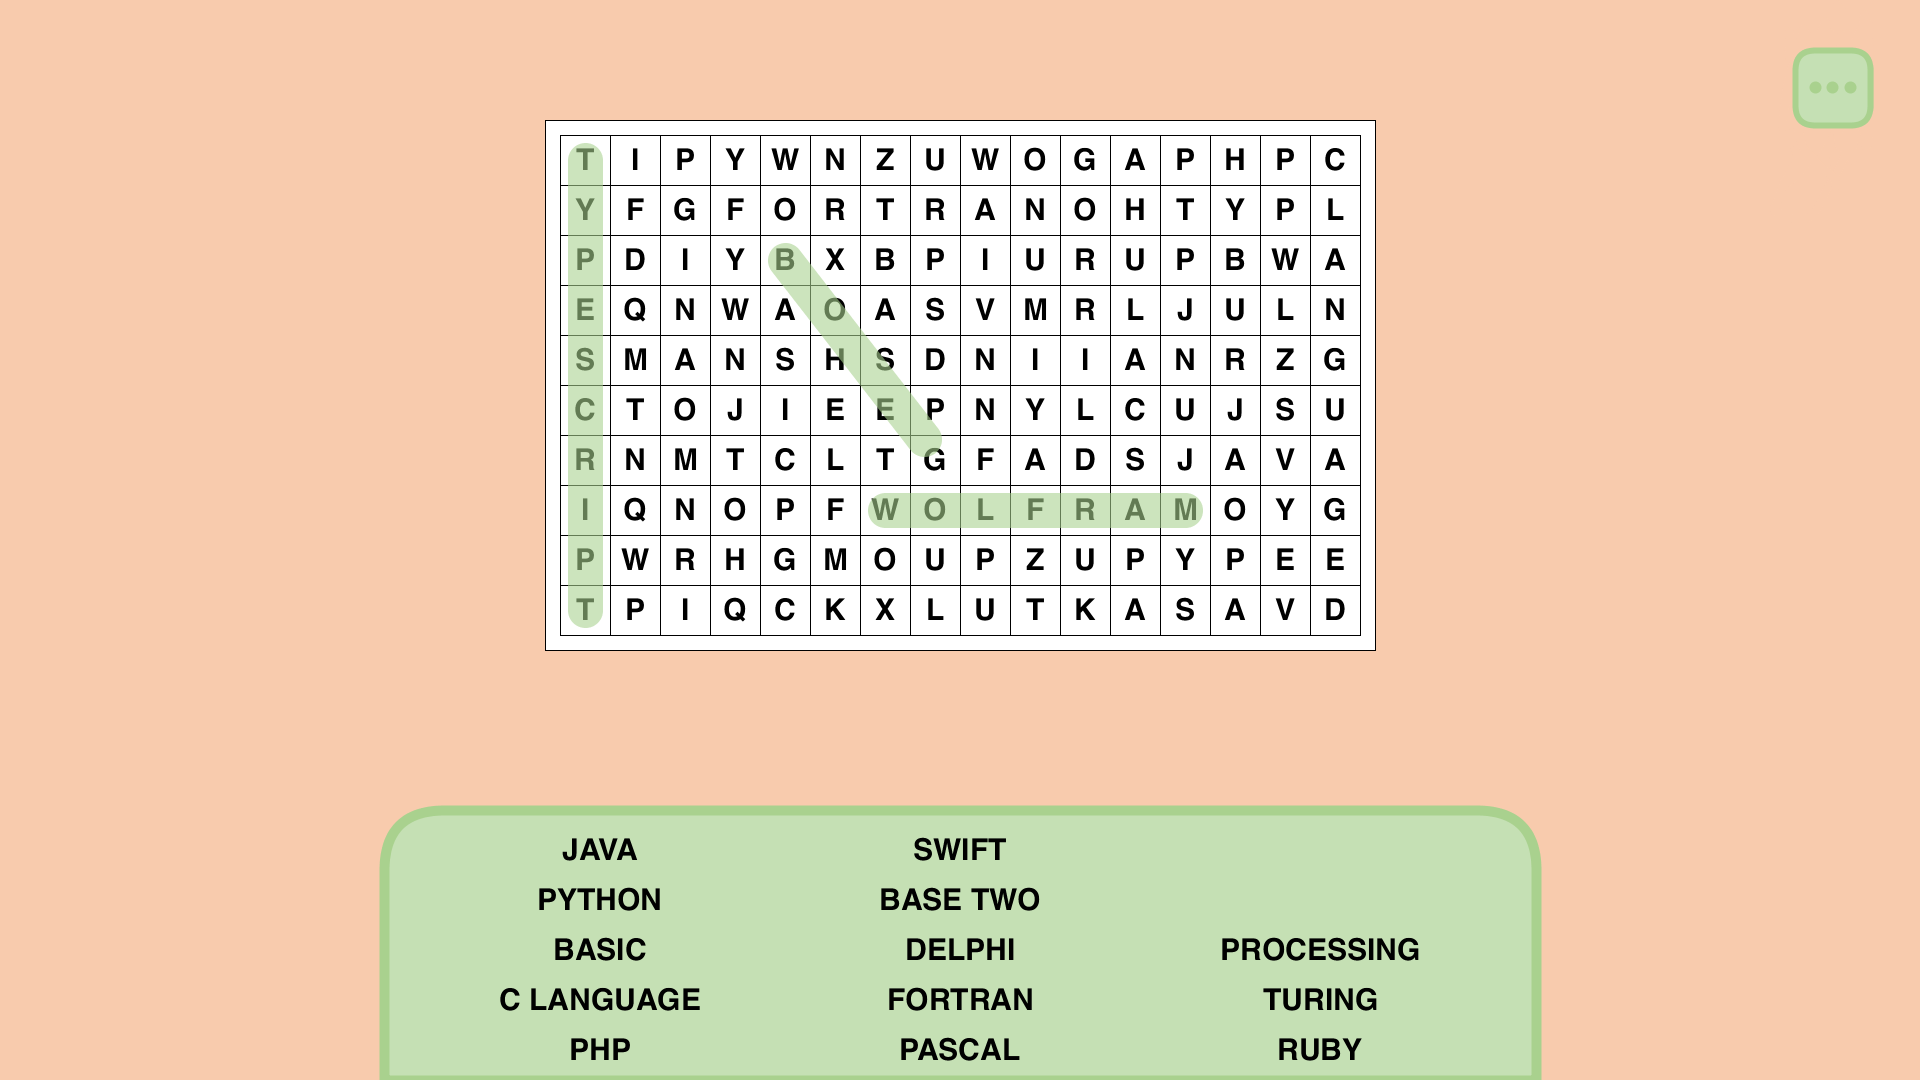 T I P Y W N Z U W O G A P H P C
Y F G F O R T R A N O H T Y P L
P D I Y B X B P I U R U P B W A
E Q N W A O A S V M R L J U L N
S M A N S H S D N I I A N R Z G
C T O J I E E P N Y L C U J S U
R N M T C L T G F A D S J A V A
I Q N O P F W O L F R A M O Y G
P W R H G M O U P Z U P Y P E E
T P I Q C K X L U T K A S A V D
JAVA SWIFT
PYTHON BASE TWO
BASIC DELPHI PROCESSING
C LANGUAGE FORTRAN TURING
PHP PASCAL RUBY